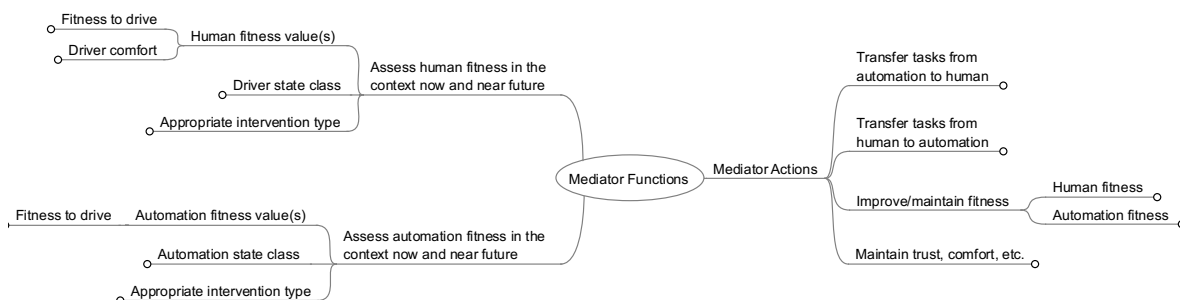 Fitness to drive
Driver comfort
Human fitness value(s)
Driver state class
Appropriate intervention type
Assess human fitness in the
context now and near future
Fitness to drive
Automation fitness value(s)
Automation state class
Appropriate intervention type
Assess automation fitness in the
context now and near future
Mediator Functions
Mediator Actions
Transfer tasks from
automation to human
Transfer tasks from
human to automation
Improve/maintain fitness
Human fitness
Automation fitness
Maintain trust, comfort, etc.